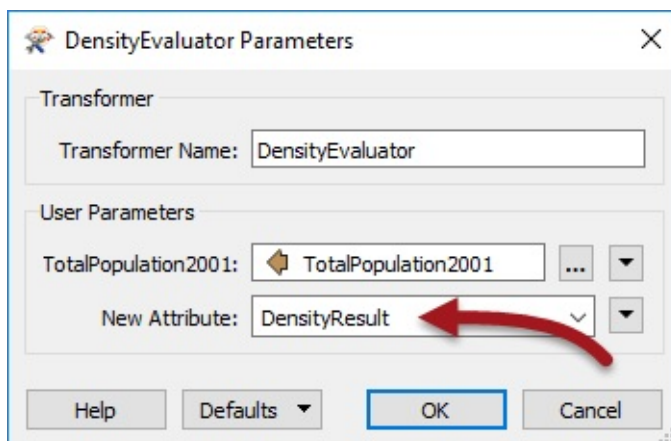 DensityEvaluator Parameters
Transformer
Transformer Name: DensityEvaluator
User Parameters
TotalPopulation2001: TotalPopulation2001 ...
New Attribute: DensityResult
Help Defaults OK Cancel